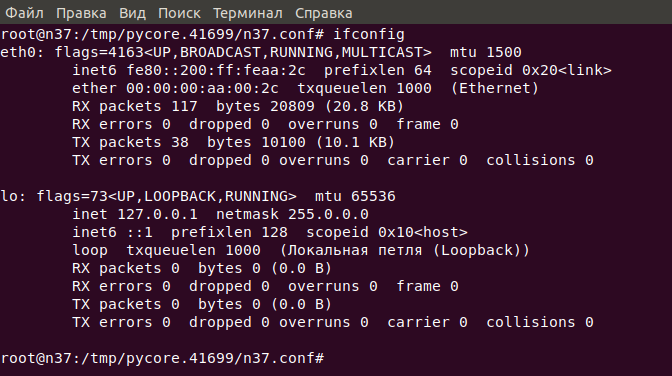 Файл Правка Вид Поиск Терминал Справка
root@n37:/tmp/pycore.41699/n37.conf# ifconfig
eth0: flags=4163<UP,BROADCAST,RUNNING,MULTICAST>  mtu 1500
        inet6 fe80::200:ff:feaa:2c  prefixlen 64  scopeid 0x20<link>
        ether 00:00:00:aa:00:2c  txqueuelen 1000  (Ethernet)
        RX packets 117  bytes 20809 (20.8 KB)
        RX errors 0  dropped 0  overruns 0  frame 0
        TX packets 38  bytes 10100 (10.1 KB)
        TX errors 0  dropped 0 overruns 0  carrier 0  collisions 0

lo: flags=73<UP,LOOPBACK,RUNNING>  mtu 65536
        inet 127.0.0.1  netmask 255.0.0.0
        inet6 ::1  prefixlen 128  scopeid 0x10<host>
        loop  txqueuelen 1000  (Локальная петля (Loopback))
        RX packets 0  bytes 0 (0.0 B)
        RX errors 0  dropped 0  overruns 0  frame 0
        TX packets 0  bytes 0 (0.0 B)
        TX errors 0  dropped 0 overruns 0  carrier 0  collisions 0

root@n37:/tmp/pycore.41699/n37.conf#